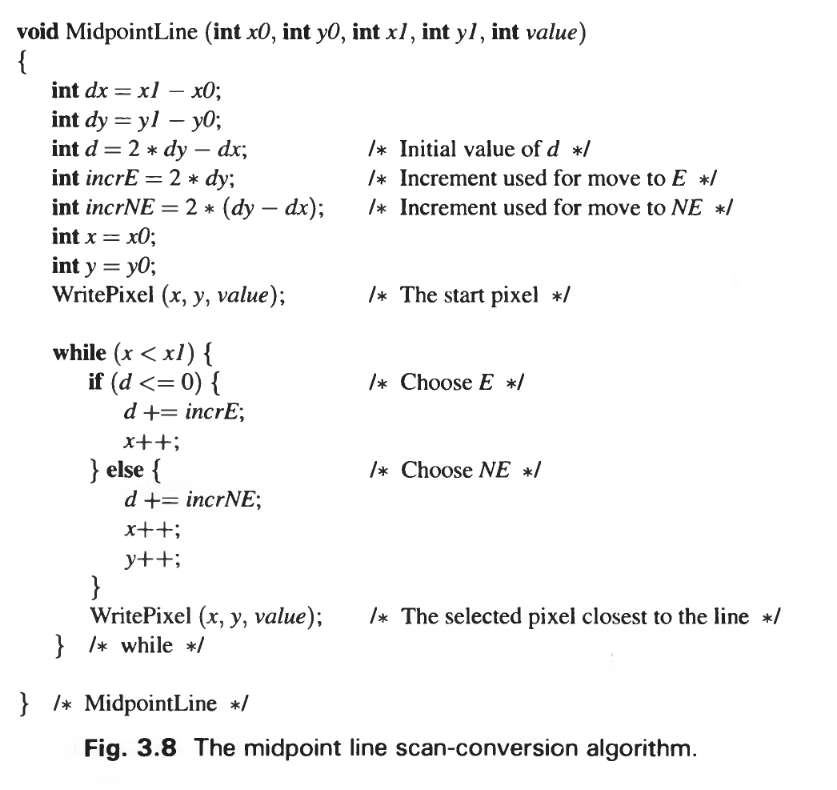 void MidpointLine (int x0, int y0, int x1, int y1, int value)
{
int dx = x1 – x0;
int dy = y1 – y0;
int d = 2 * dy – dx; /* Initial value of d */
int incrE = 2 * dy; /* Increment used for move to E */
int incrNE = 2 * (dy – dx); /* Increment used for move to NE */
int x = x0;
int y = y0;
WritePixel (x, y, value); /* The start pixel */
while (x < x1) {
if (d <= 0) { /* Choose E */
d += incrE;
x++;
} else { /* Choose NE */
d += incrNE;
x++;
y++;
}
WritePixel (x, y, value); /* The selected pixel closest to the line */
} /* while */
} /* MidpointLine */
Fig. 3.8 The midpoint line scan-conversion algorithm.